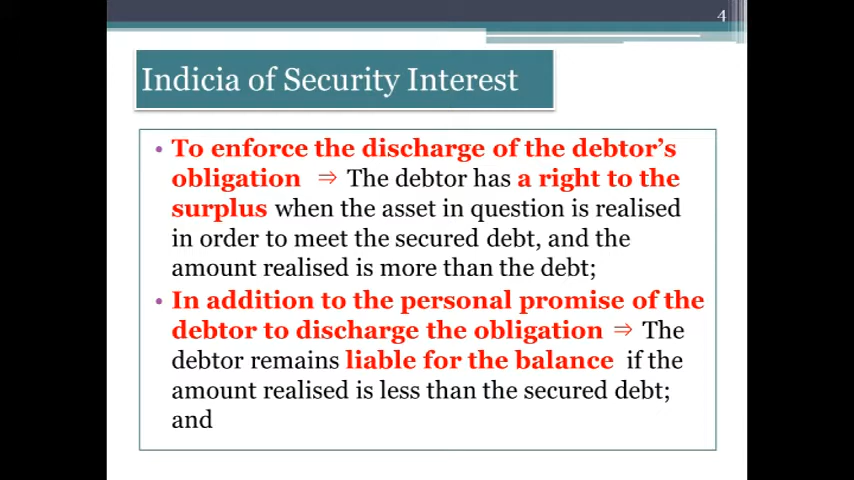 4
Indicia of Security Interest
• To enforce the discharge of the debtor’s
obligation ⇒ The debtor has a right to the
surplus when the asset in question is realised
in order to meet the secured debt, and the
amount realised is more than the debt;
• In addition to the personal promise of the
debtor to discharge the obligation ⇒ The
debtor remains liable for the balance if the
amount realised is less than the secured debt;
and